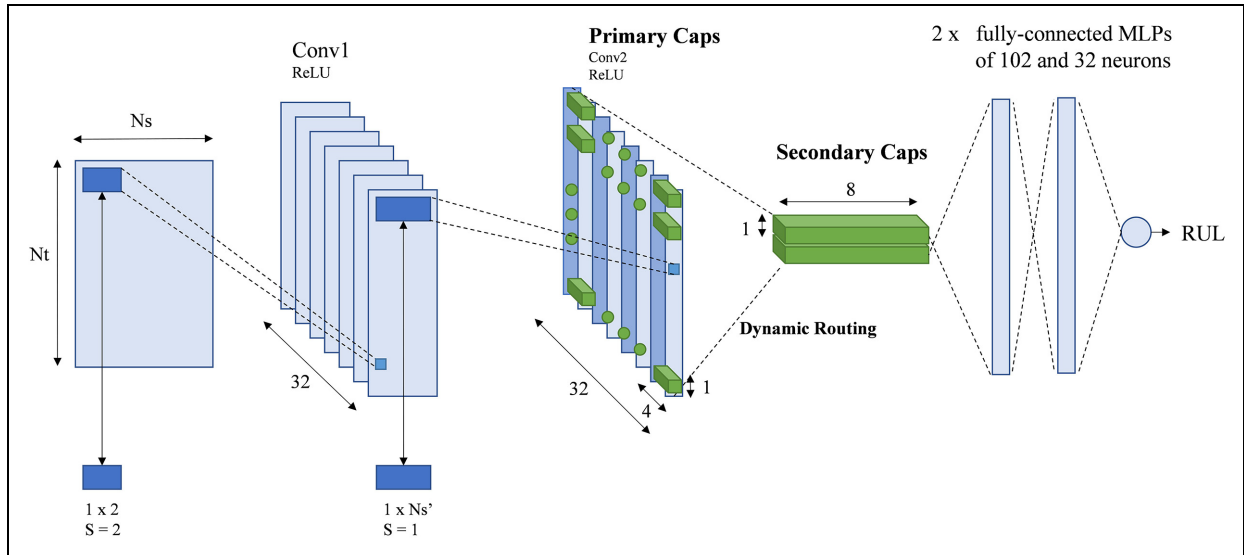 2 x fully-connected MLPs
of 102 and 32 neurons
Primary Caps
Conv2
ReLU
Conv1
ReLU
Ns
Nt
Secondary Caps
8
1
RUL
Dynamic Routing
32
32
4
1
1 x 2
S = 2
1 x Ns’
S = 1